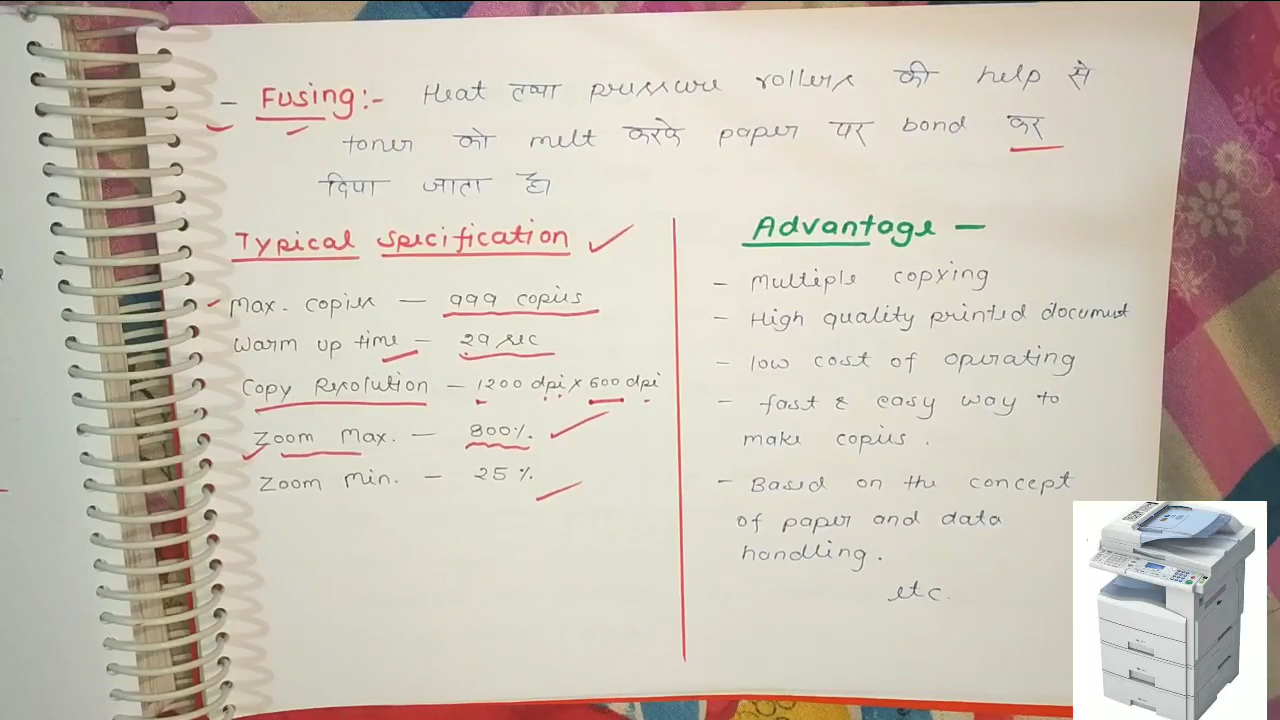 - Fusing:- Heat तथा pressure rollers की help से
toner को melt करके paper पर bond कर
दिया जाता है।
Typical Specification
Max. copies — 999 copies
Warm up time — 29 sec
Copy Resolution — 1200 dpi x 600 dpi
Zoom Max. — 800%.
Zoom Min. — 25 %.
Advantage —
- Multiple copying
- High quality printed document
- low cost of operating
- fast & easy way to
make copies.
- Based on the concept
of paper and data
handling.
etc.